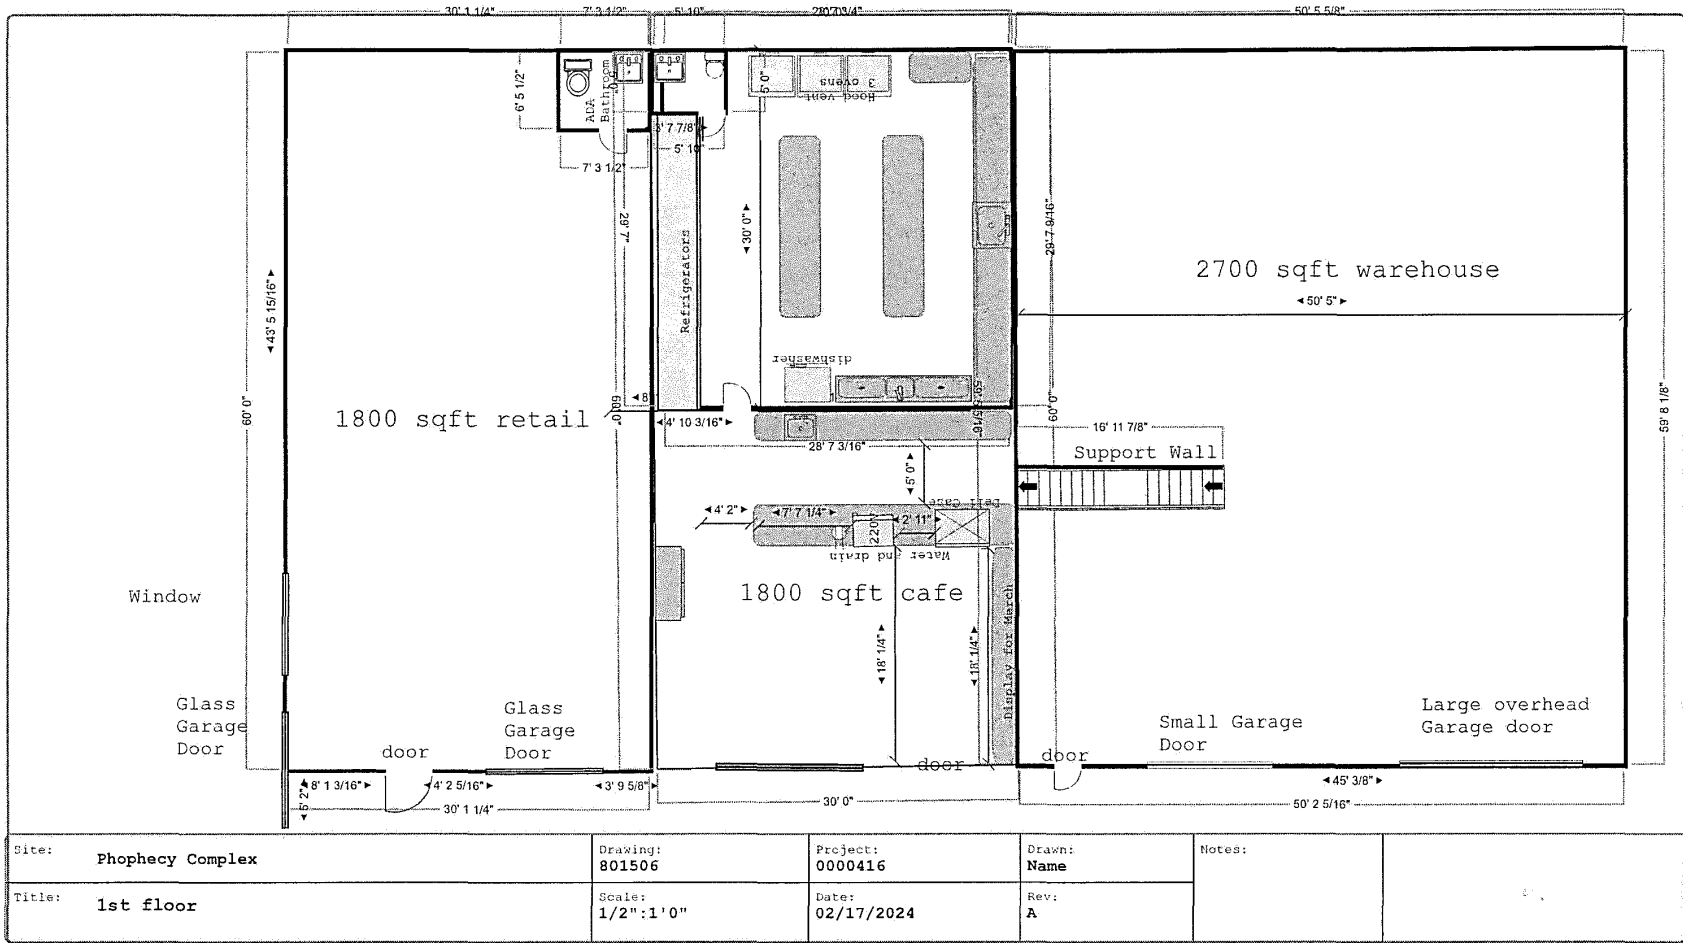 30' 1 1/4"
7' 3 1/2"
5' 10"
50' 5 5/8"
6' 5 1/2"
ADA
Bathroom
5' 0"
3 ovens
Hood vent
3' 7 7/8"
5' 10"
7' 3 1/2"
29' 7"
30' 0"
Refrigerators
29' 7 9/16"
2700 sqft warehouse
50' 5"
43' 5 15/16"
dishwasher
60' 0"
1800 sqft retail
60' 0"
8
4' 10 3/16"
28' 7 3/16"
60' 0"
59' 8 1/8"
16' 11 7/8"
Support Wall
5' 0"
Deli Case
4' 2"
7' 7 1/4"
220V
2' 11"
Water and drain
1800 sqft cafe
Window
Display for Merch
18' 1/4"
18' 1/4"
Glass
Garage
Door
Glass
Garage
Door
door
door
door
Small Garage
Door
Large overhead
Garage door
5' 2"
8' 1 3/16"
4' 2 5/16"
3' 9 5/8"
45' 3/8"
30' 1 1/4"
30' 0"
50' 2 5/16"
Site: Phophecy Complex
Drawing:
801506
Project:
0000416
Drawn:
Name
Notes:
Title: 1st floor
Scale:
1/2":1'0"
Date:
02/17/2024
Rev:
A